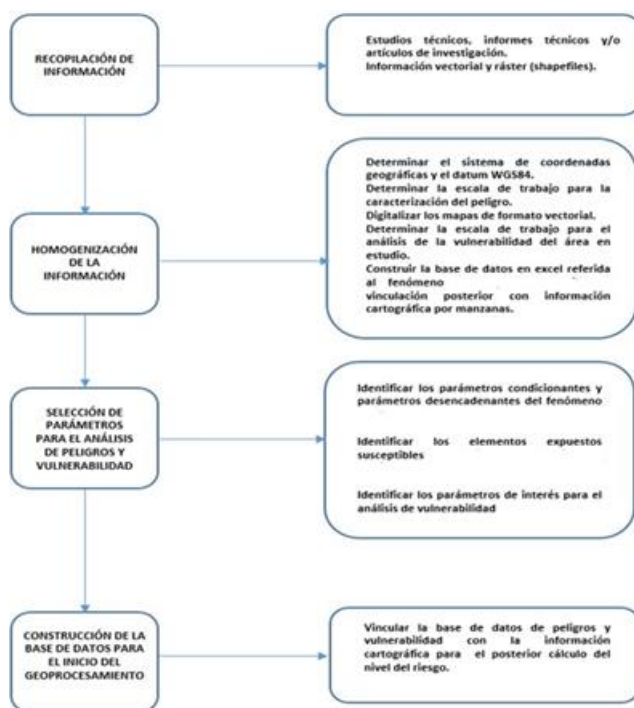 RECOPILACIÓN DE
INFORMACIÓN
Estudios técnicos, informes técnicos y/o
artículos de investigación.
Información vectorial y ráster (shapefiles).
HOMOGENIZACIÓN
DE LA
INFORMACIÓN
Determinar el sistema de coordenadas
geográficas y el datum WGS84.
Determinar la escala de trabajo para la
caracterización del peligro.
Digitalizar los mapas de formato vectorial.
Determinar la escala de trabajo para el
análisis de la vulnerabilidad del área en
estudio.
Construir la base de datos en excel referida
al fenómeno
vinculación posterior con información
cartográfica por manzanas.
SELECCIÓN DE
PARÁMETROS
PARA EL ANÁLISIS
DE PELIGROS Y
VULNERABILIDAD
Identificar los parámetros condicionantes y
parámetros desencadenantes del fenómeno
Identificar los elementos expuestos
susceptibles
Identificar los parámetros de interés para el
análisis de vulnerabilidad
CONSTRUCCIÓN DE LA
BASE DE DATOS PARA
EL INICIO DEL
GEOPROCESAMIENTO
Vincular la base de datos de peligros y
vulnerabilidad con la información
cartográfica para el posterior cálculo del
nivel del riesgo.